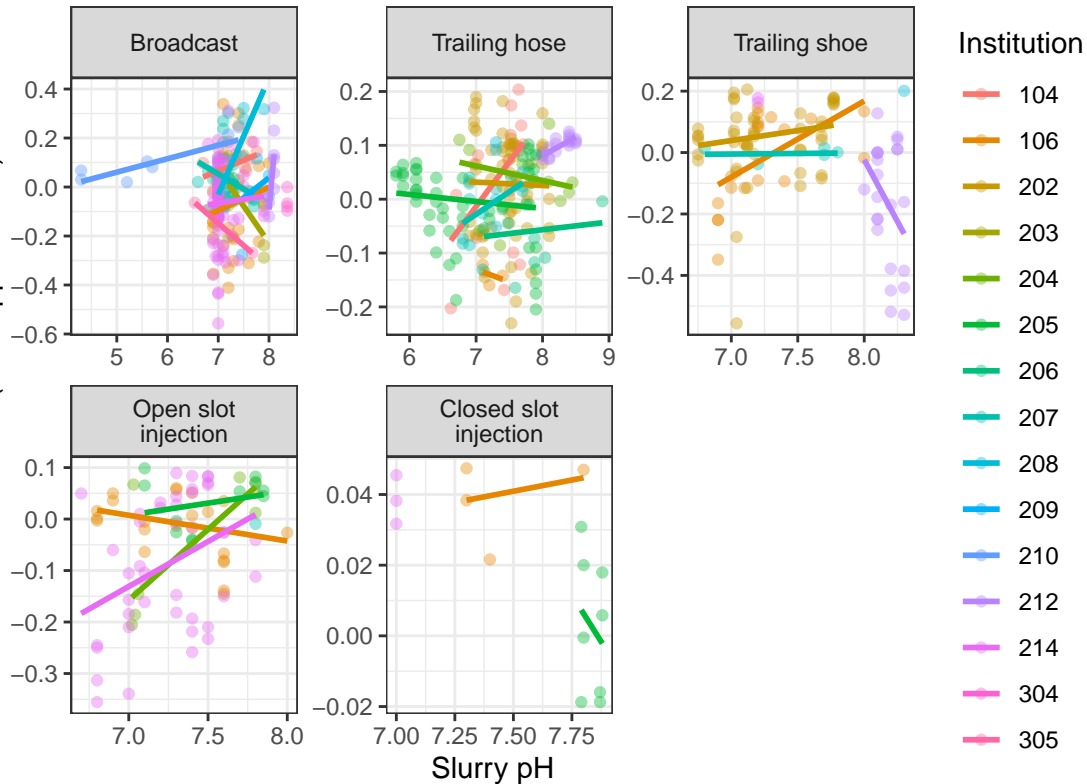 Broadcast
Trailing hose
Trailing shoe
0.4
0.2
0.0
−0.2
−0.4
−0.6
5 6 7 8
0.2
0.1
0.0
−0.1
−0.2
6 7 8 9
0.2
0.0
−0.2
−0.4
7.0 7.5 8.0
Open slot
injection
Closed slot
injection
0.1
0.0
−0.1
−0.2
−0.3
7.0 7.5 8.0
0.04
0.02
0.00
−0.02
7.00 7.25 7.50 7.75
Slurry pH
Institution
104
106
202
203
204
205
206
207
208
209
210
212
214
304
305